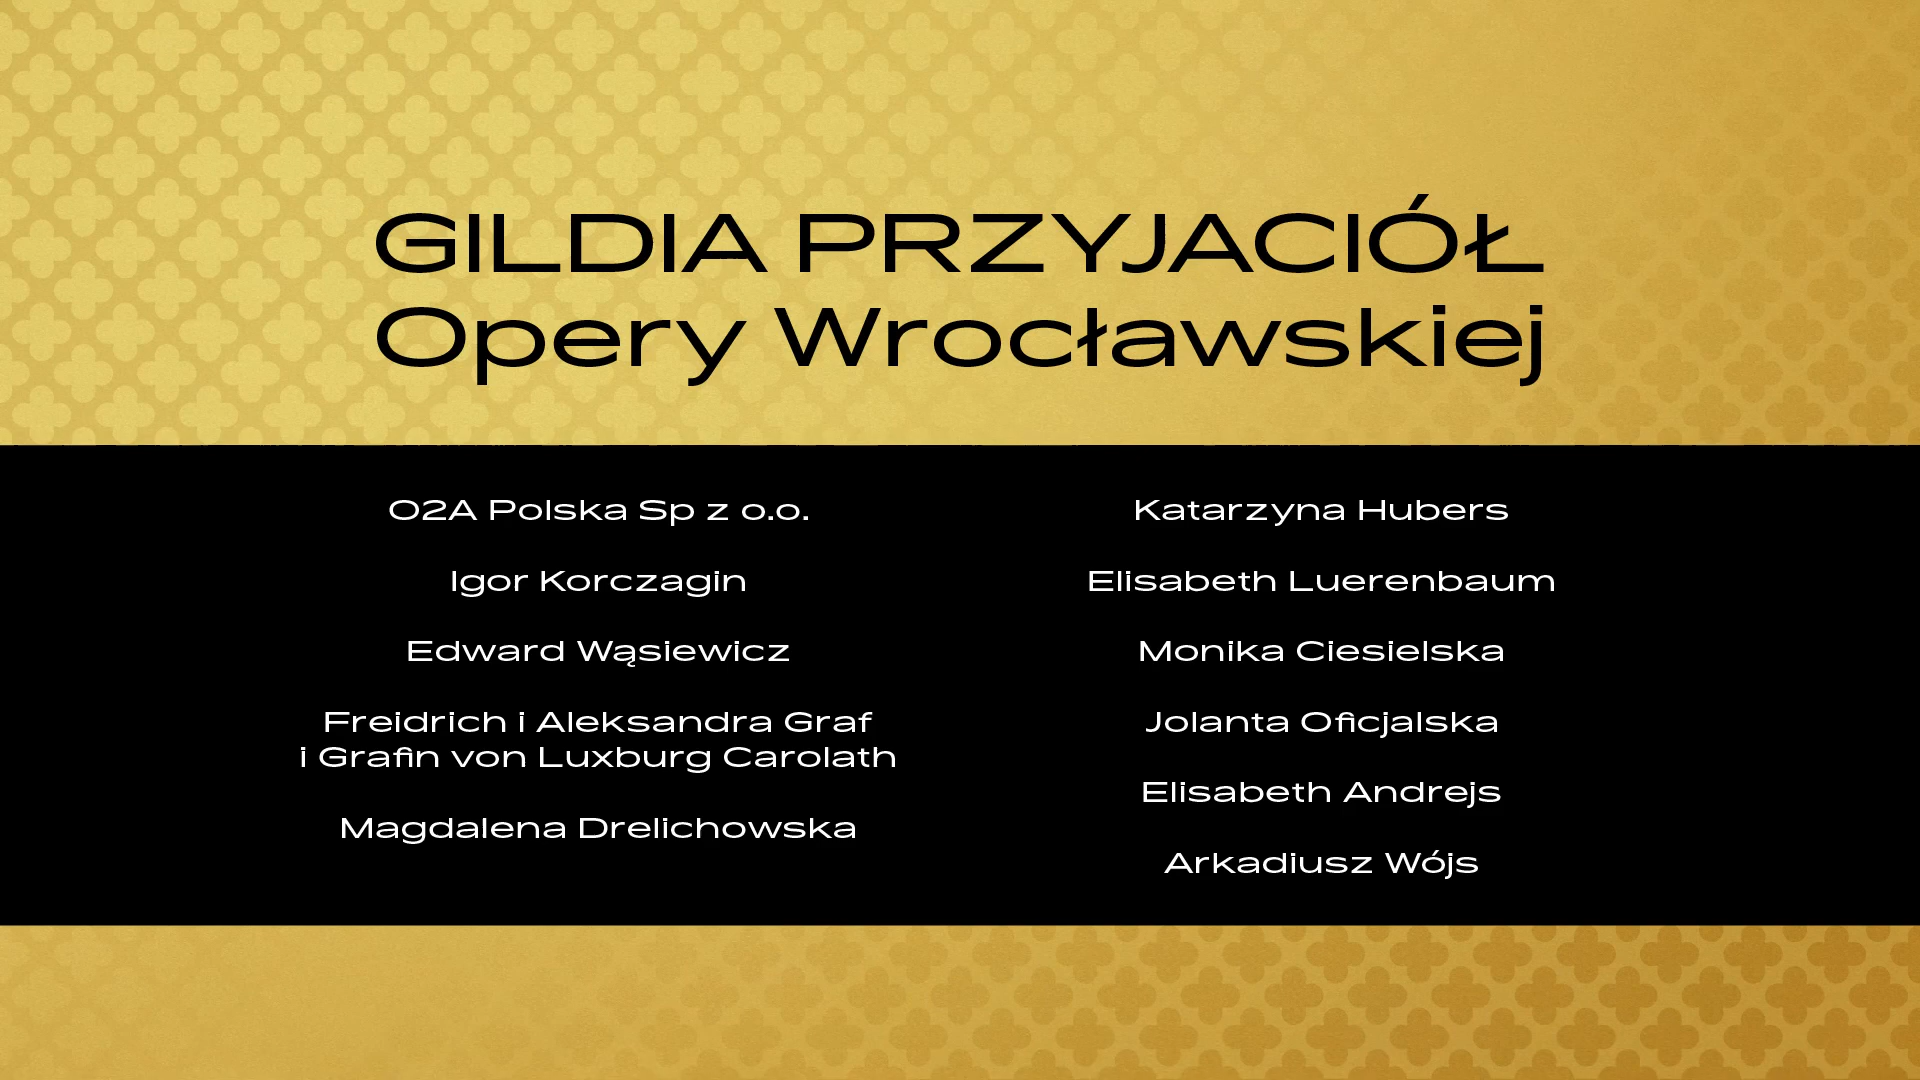 GILDIA PRZYJACIÓŁ
Opery Wrocławskiej
O2A Polska Sp z o.o.
Igor Korczagin
Edward Wąsiewicz
Freidrich i Aleksandra Graf
i Grafin von Luxburg Carolath
Magdalena Drelichowska
Katarzyna Hubers
Elisabeth Luerenbaum
Monika Ciesielska
Jolanta Oficjalska
Elisabeth Andrejs
Arkadiusz Wójs